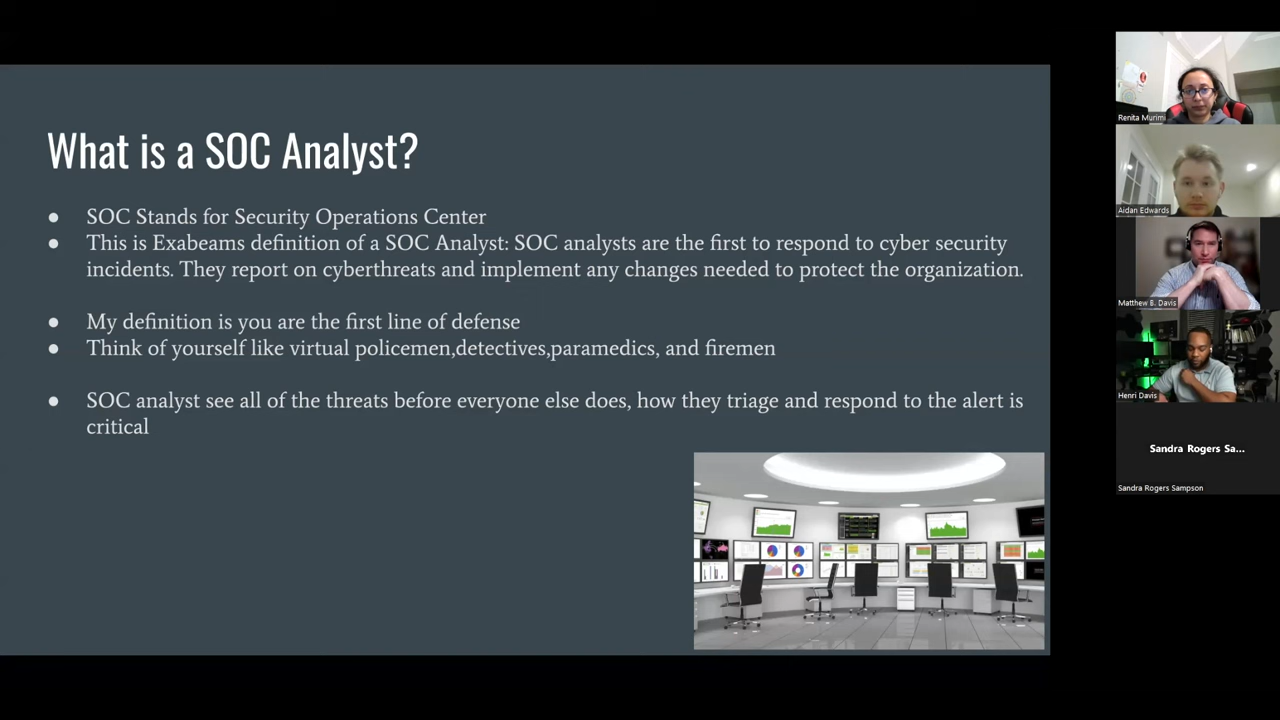 What is a SOC Analyst?
● SOC Stands for Security Operations Center
● This is Exabeams definition of a SOC Analyst: SOC analysts are the first to respond to cyber security
incidents. They report on cyberthreats and implement any changes needed to protect the organization.
● My definition is you are the first line of defense
● Think of yourself like virtual policemen,detectives,paramedics, and firemen
● SOC analyst see all of the threats before everyone else does, how they triage and respond to the alert is
critical
Renita Murimi
Aidan Edwards
Matthew B. Davis
Henri Davis
Sandra Rogers Sa...
Sandra Rogers Sampson